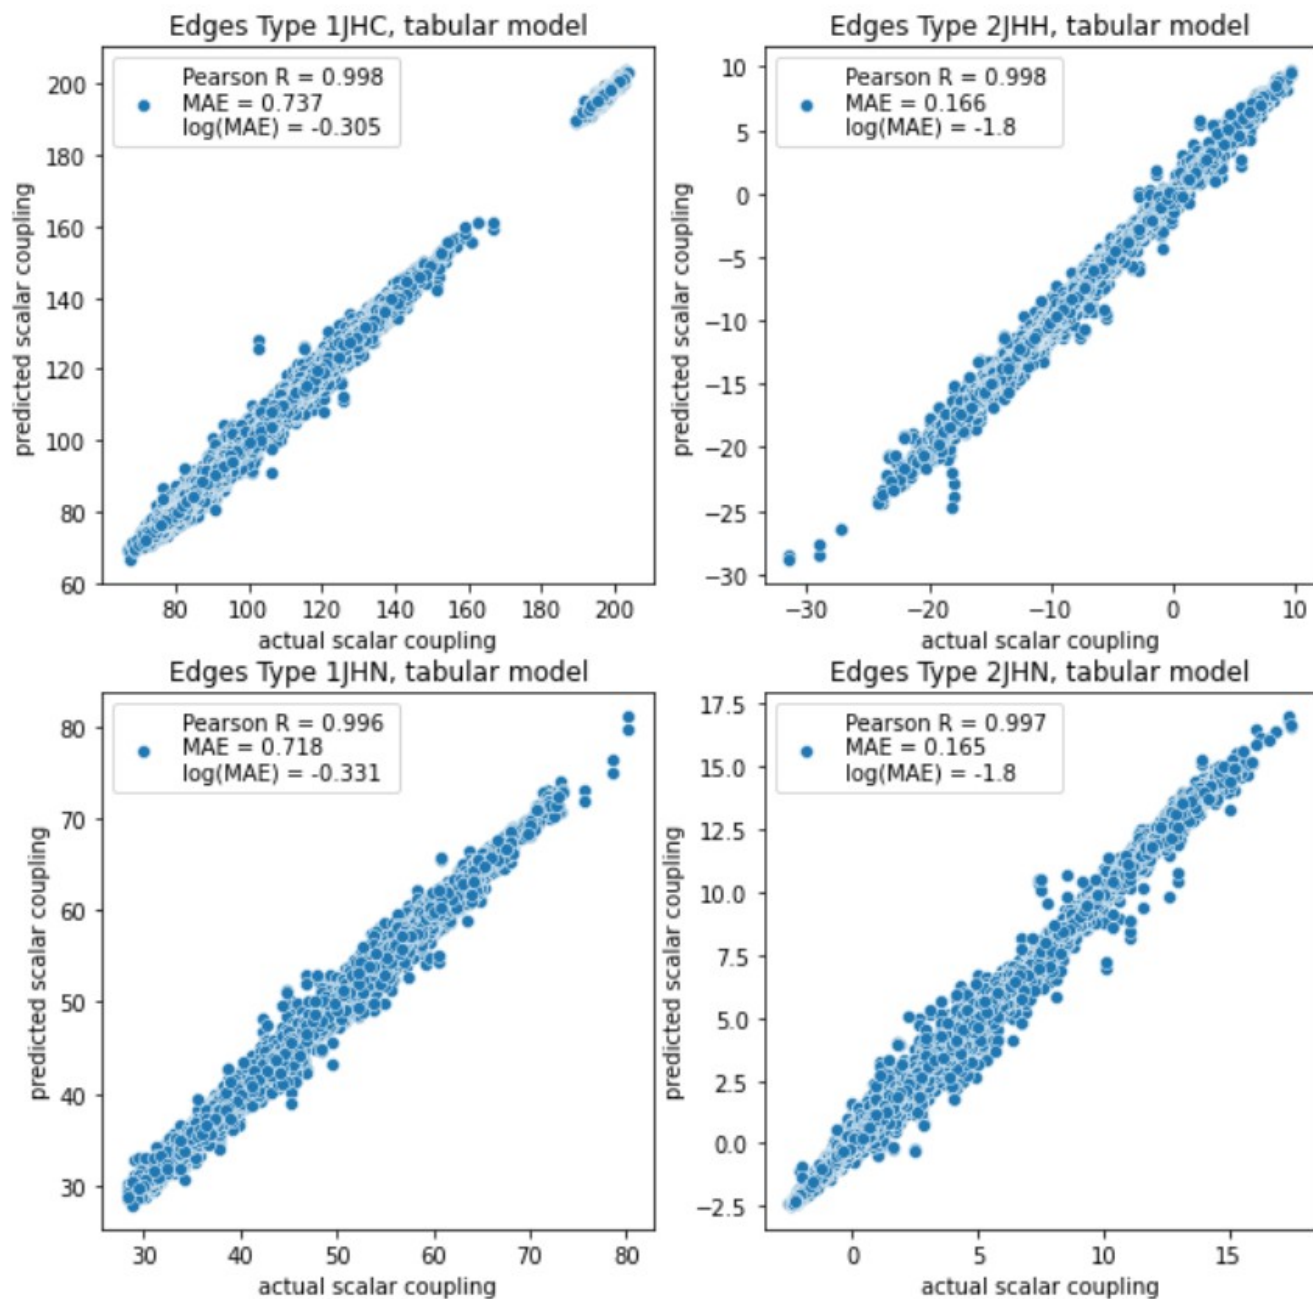 Edges Type 1JHC, tabular model
Pearson R = 0.998
MAE = 0.737
log(MAE) = -0.305
200
180
160
140
120
100
80
60
80
100
120
140
160
180
200
predicted scalar coupling
actual scalar coupling
Edges Type 2JHH, tabular model
Pearson R = 0.998
MAE = 0.166
log(MAE) = -1.8
10
5
0
−5
−10
−15
−20
−25
−30
−30
−20
−10
0
10
predicted scalar coupling
actual scalar coupling
Edges Type 1JHN, tabular model
Pearson R = 0.996
MAE = 0.718
log(MAE) = -0.331
80
70
60
50
40
30
30
40
50
60
70
80
predicted scalar coupling
actual scalar coupling
Edges Type 2JHN, tabular model
Pearson R = 0.997
MAE = 0.165
log(MAE) = -1.8
17.5
15.0
12.5
10.0
7.5
5.0
2.5
0.0
−2.5
0
5
10
15
predicted scalar coupling
actual scalar coupling